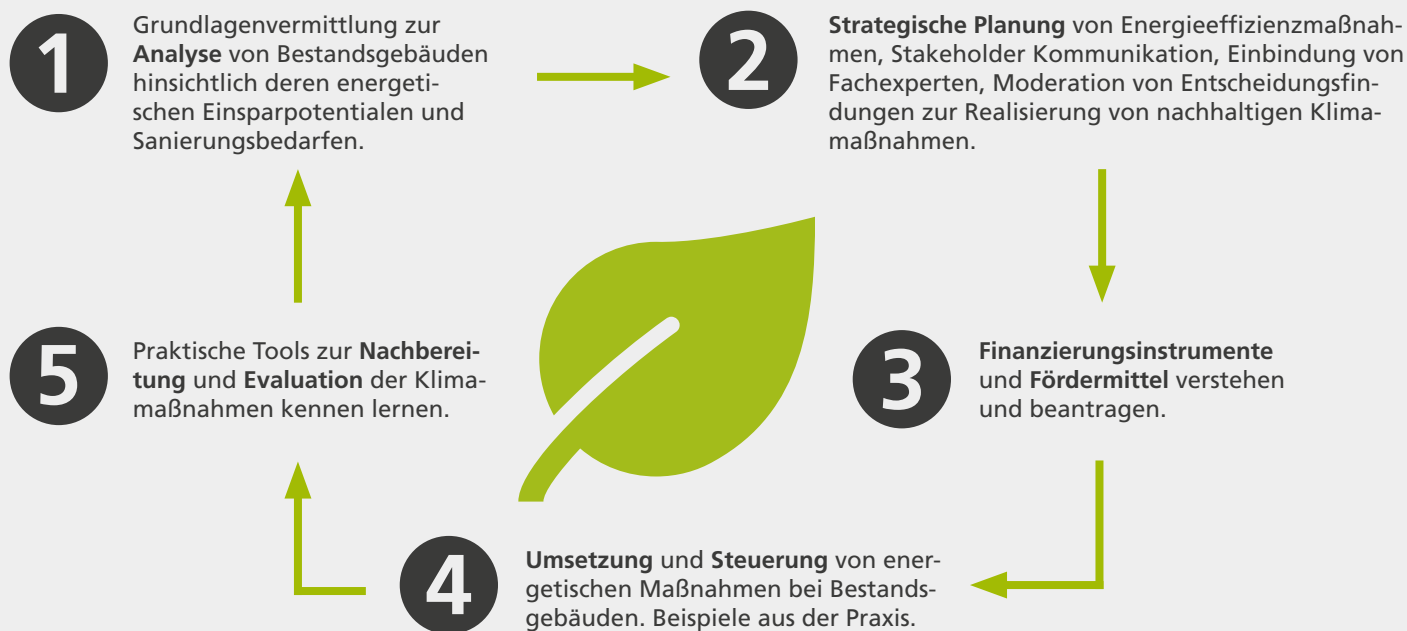 1
Grundlagenvermittlung zur
Analyse von Bestandsgebäuden
hinsichtlich deren energeti-
schen Einsparpotentialen und
Sanierungsbedarfen.
2
Strategische Planung von Energieeffizienzmaßnah-
men, Stakeholder Kommunikation, Einbindung von
Fachexperten, Moderation von Entscheidungsfin-
dungen zur Realisierung von nachhaltigen Klima-
maßnahmen.
3
Finanzierungsinstrumente
und Fördermittel verstehen
und beantragen.
4
Umsetzung und Steuerung von ener-
getischen Maßnahmen bei Bestands-
gebäuden. Beispiele aus der Praxis.
5
Praktische Tools zur Nachberei-
tung und Evaluation der Klima-
maßnahmen kennen lernen.